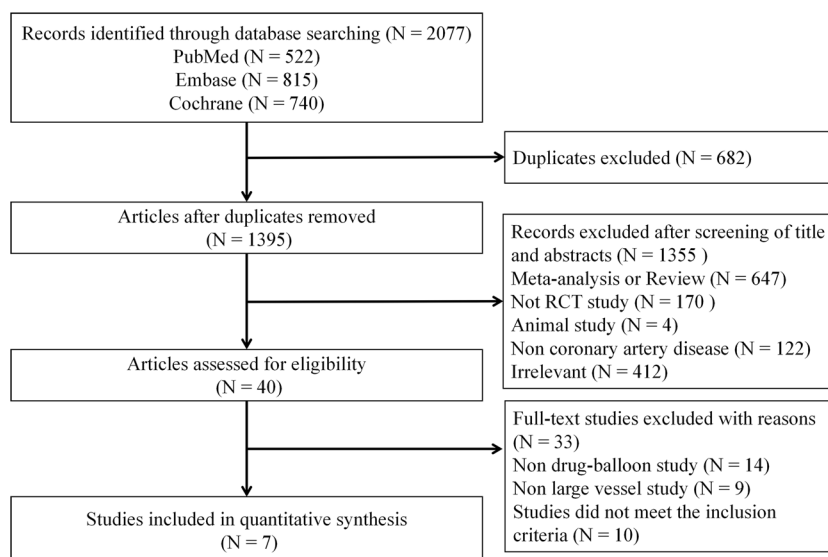 Records identified through database searching (N = 2077)
PubMed (N = 522)
Embase (N = 815)
Cochrane (N = 740)
Duplicates excluded (N = 682)
Articles after duplicates removed
(N = 1395)
Records excluded after screening of title
and abstracts (N = 1355 )
Meta-analysis or Review (N = 647)
Not RCT study (N = 170 )
Animal study (N = 4)
Non coronary artery disease (N = 122)
Irrelevant (N = 412)
Articles assessed for eligibility
(N = 40)
Full-text studies excluded with reasons
(N = 33)
Non drug-balloon study (N = 14)
Non large vessel study (N = 9)
Studies did not meet the inclusion
criteria (N = 10)
Studies included in quantitative synthesis
(N = 7)